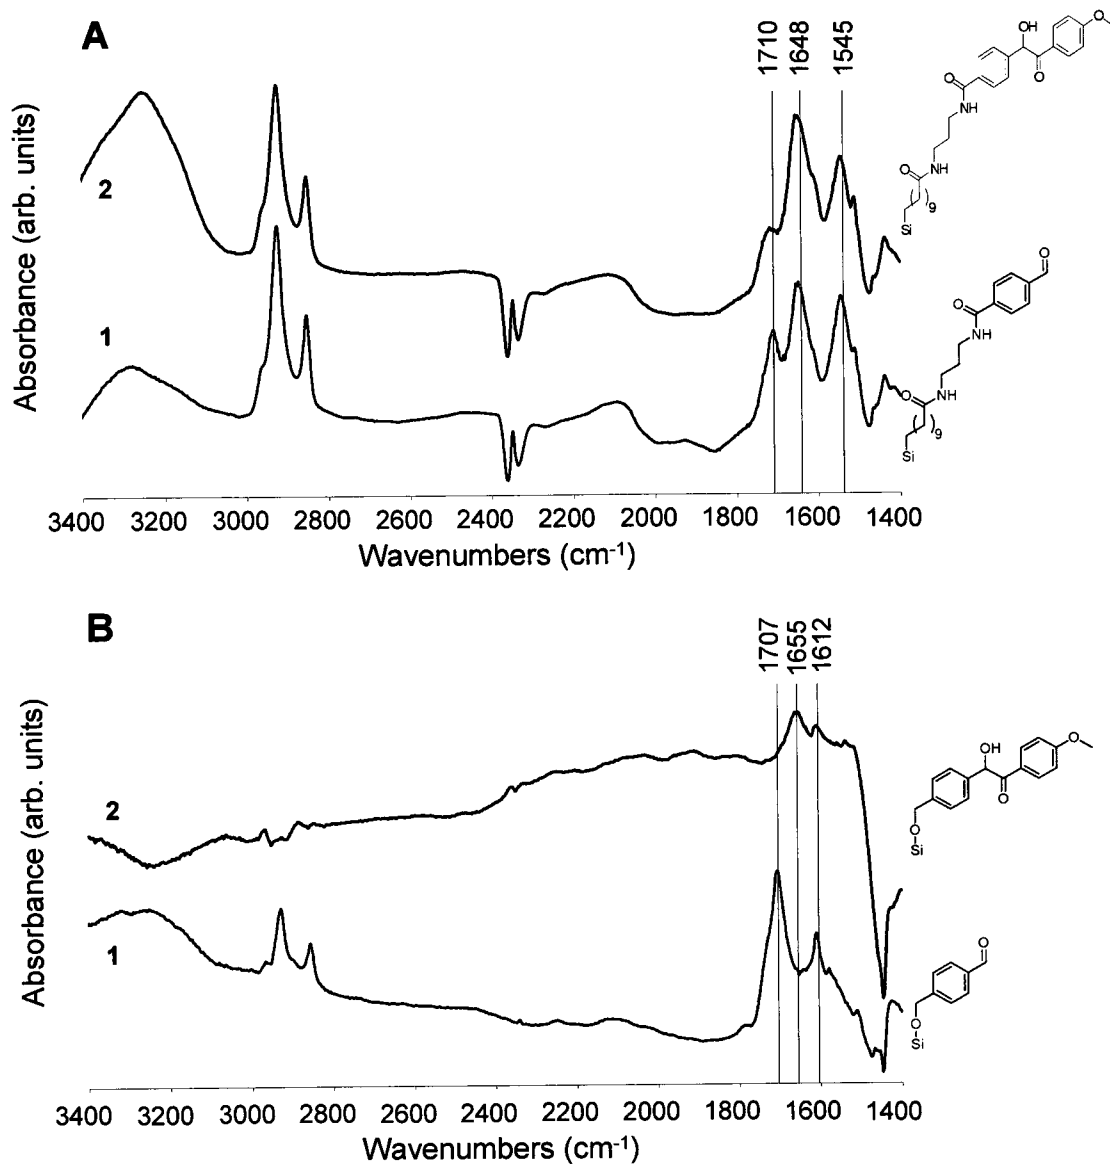 A
1710
1648
1545
OH
O
O
O
NH
O
NH
9
Si
2
O
O
NH
O
NH
9
Si
1
Absorbance (arb. units)
3400 3200 3000 2800 2600 2400 2200 2000 1800 1600 1400
Wavenumbers (cm-1)
B
1707
1655
1612
OH
O
O
O
Si
2
O
O
Si
1
Absorbance (arb. units)
3400 3200 3000 2800 2600 2400 2200 2000 1800 1600 1400
Wavenumbers (cm-1)